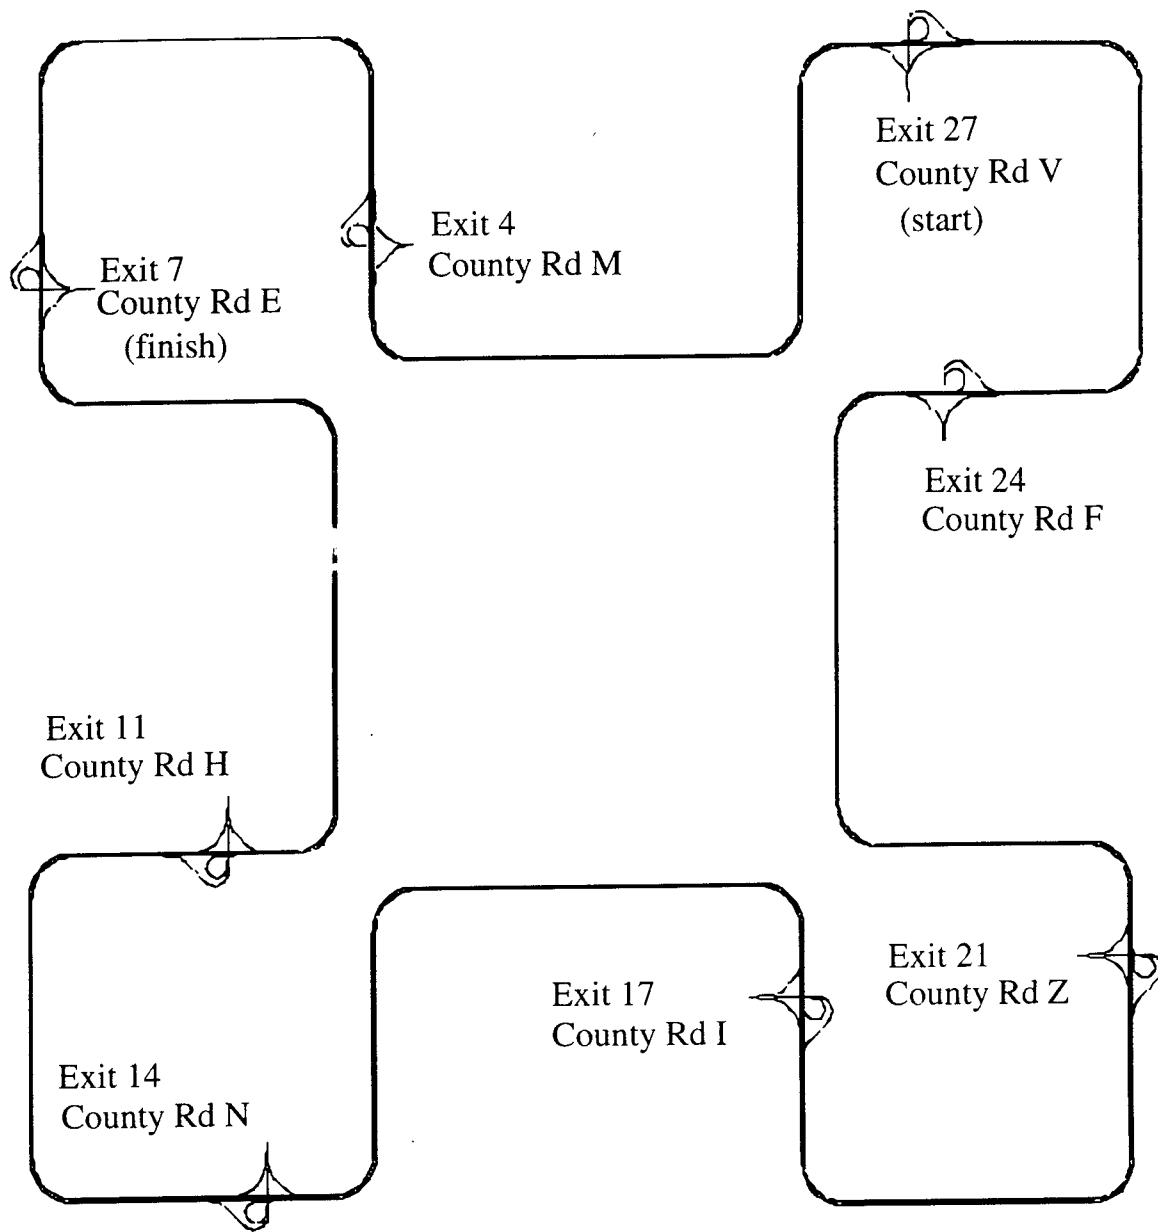 Exit 27
County Rd V
(start)
Exit 4
County Rd M
Exit 7
County Rd E
(finish)
Exit 24
County Rd F
Exit 11
County Rd H
Exit 21
County Rd Z
Exit 17
County Rd I
Exit 14
County Rd N